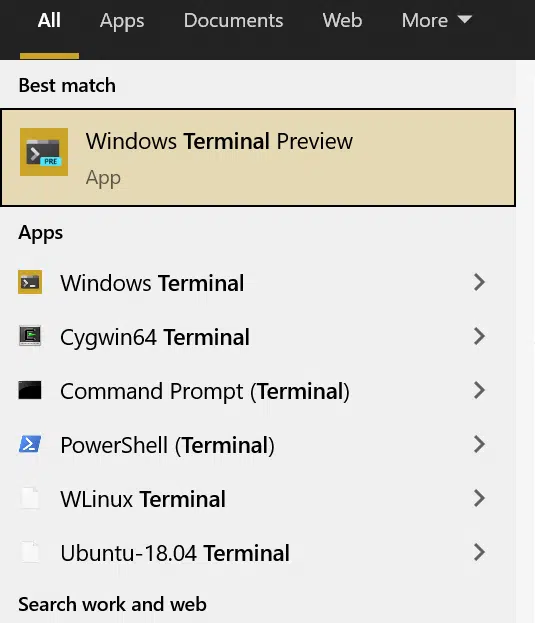 All Apps Documents Web More
Best match
Windows Terminal Preview
PRE
App
Apps
Windows Terminal
Cygwin64 Terminal
Command Prompt (Terminal)
PowerShell (Terminal)
WLinux Terminal
Ubuntu-18.04 Terminal
Search work and web